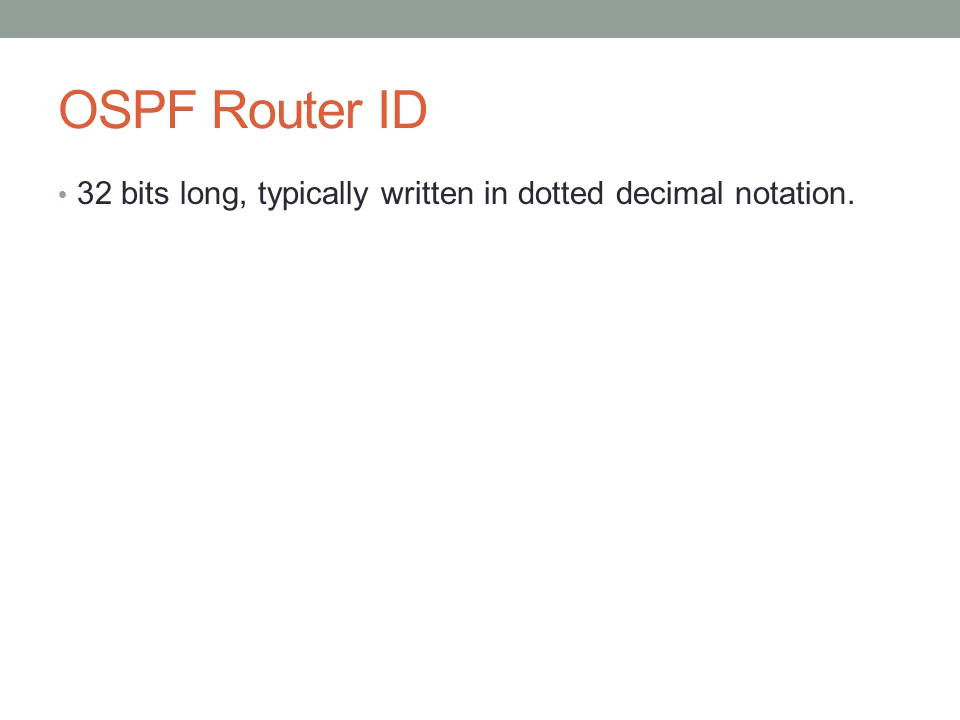 OSPF Router ID
• 32 bits long, typically written in dotted decimal notation.